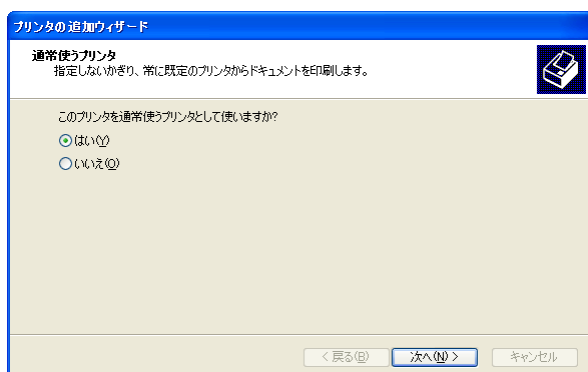 プリンタの追加ウィザード
通常使うプリンタ
指定しないかぎり、常に既定のプリンタからドキュメントを印刷します。
このプリンタを通常使うプリンタとして使いますか?
はい(Y)
いいえ(O)
< 戻る(B) 次へ(N) > キャンセル